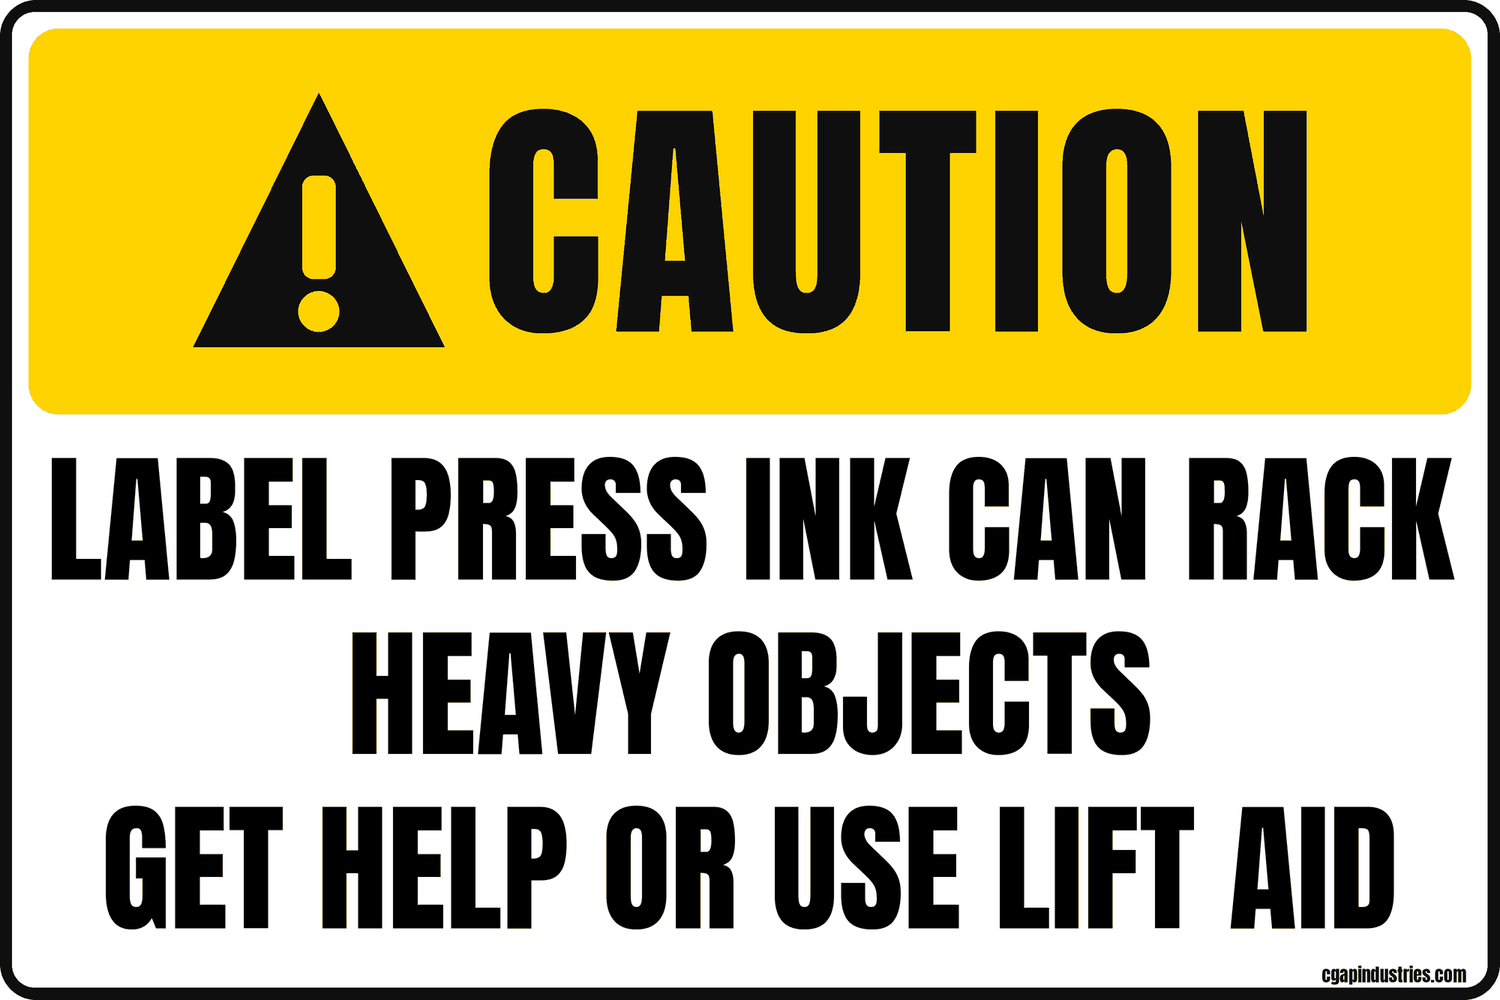 CAUTION
LABEL PRESS INK CAN RACK
HEAVY OBJECTS
GET HELP OR USE LIFT AID
cgapindustries.com